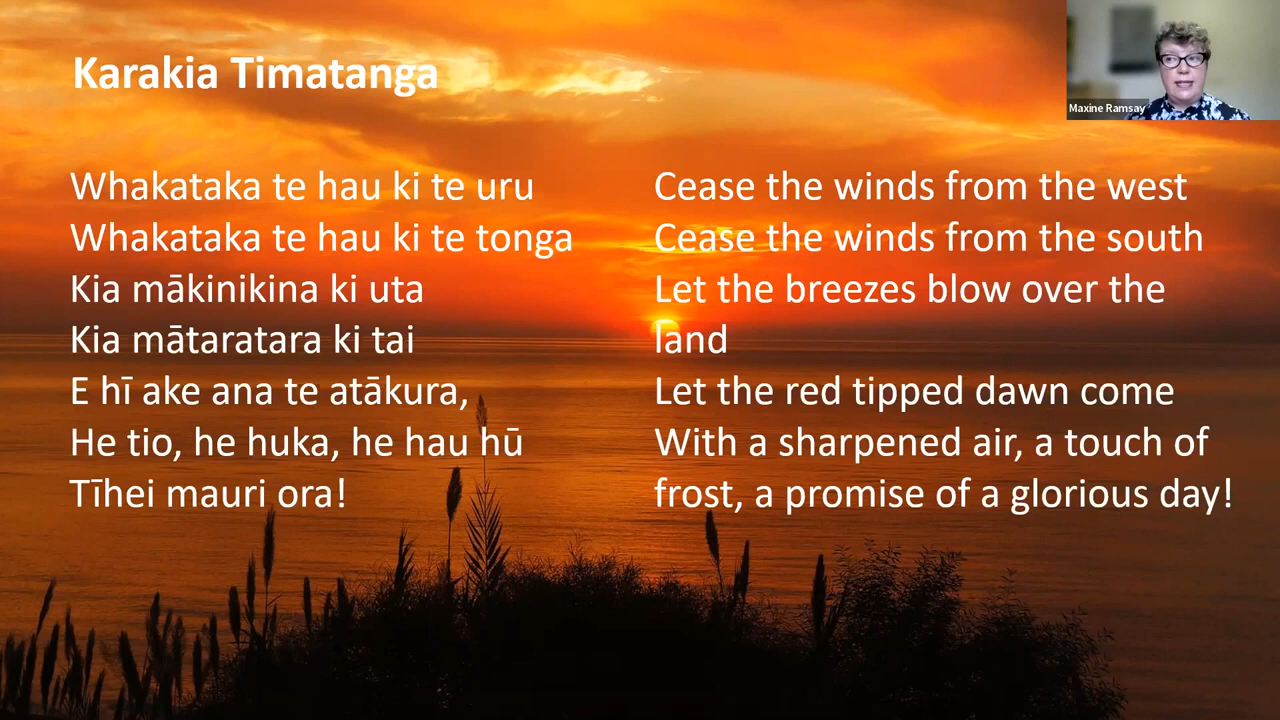 Karakia Timatanga
Maxine Ramsay
Whakataka te hau ki te uru
Whakataka te hau ki te tonga
Kia mākinikina ki uta
Kia mātaratara ki tai
E hī ake ana te atākura,
He tio, he huka, he hau hū
Tīhei mauri ora!
Cease the winds from the west
Cease the winds from the south
Let the breezes blow over the
land
Let the red tipped dawn come
With a sharpened air, a touch of
frost, a promise of a glorious day!